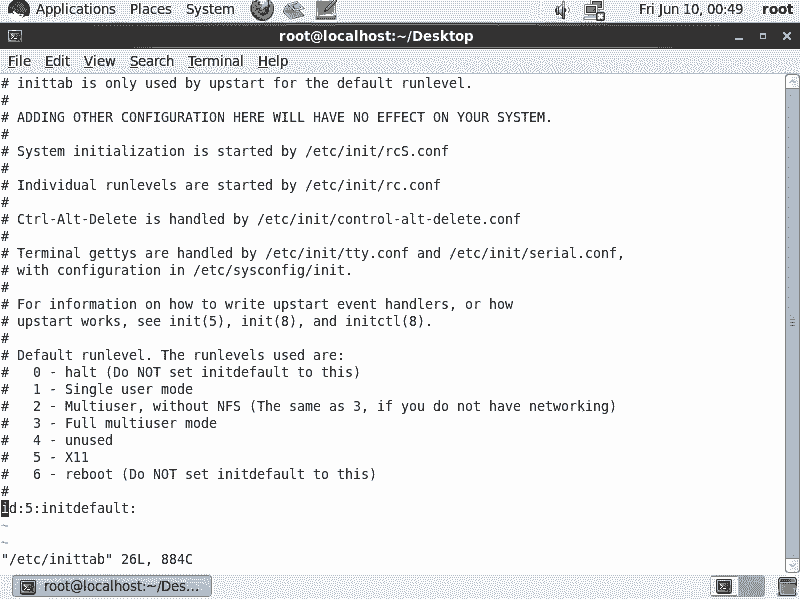 Applications Places System Fri Jun 10, 00:49 root
root@localhost:~/Desktop
File Edit View Search Terminal Help
# inittab is only used by upstart for the default runlevel.
#
# ADDING OTHER CONFIGURATION HERE WILL HAVE NO EFFECT ON YOUR SYSTEM.
#
# System initialization is started by /etc/init/rcS.conf
#
# Individual runlevels are started by /etc/init/rc.conf
#
# Ctrl-Alt-Delete is handled by /etc/init/control-alt-delete.conf
#
# Terminal gettys are handled by /etc/init/tty.conf and /etc/init/serial.conf,
# with configuration in /etc/sysconfig/init.
#
# For information on how to write upstart event handlers, or how
# upstart works, see init(5), init(8), and initctl(8).
#
# Default runlevel. The runlevels used are:
#   0 - halt (Do NOT set initdefault to this)
#   1 - Single user mode
#   2 - Multiuser, without NFS (The same as 3, if you do not have networking)
#   3 - Full multiuser mode
#   4 - unused
#   5 - X11
#   6 - reboot (Do NOT set initdefault to this)
#
id:5:initdefault:
~
~
"/etc/inittab" 26L, 884C
root@localhost:~/Des...